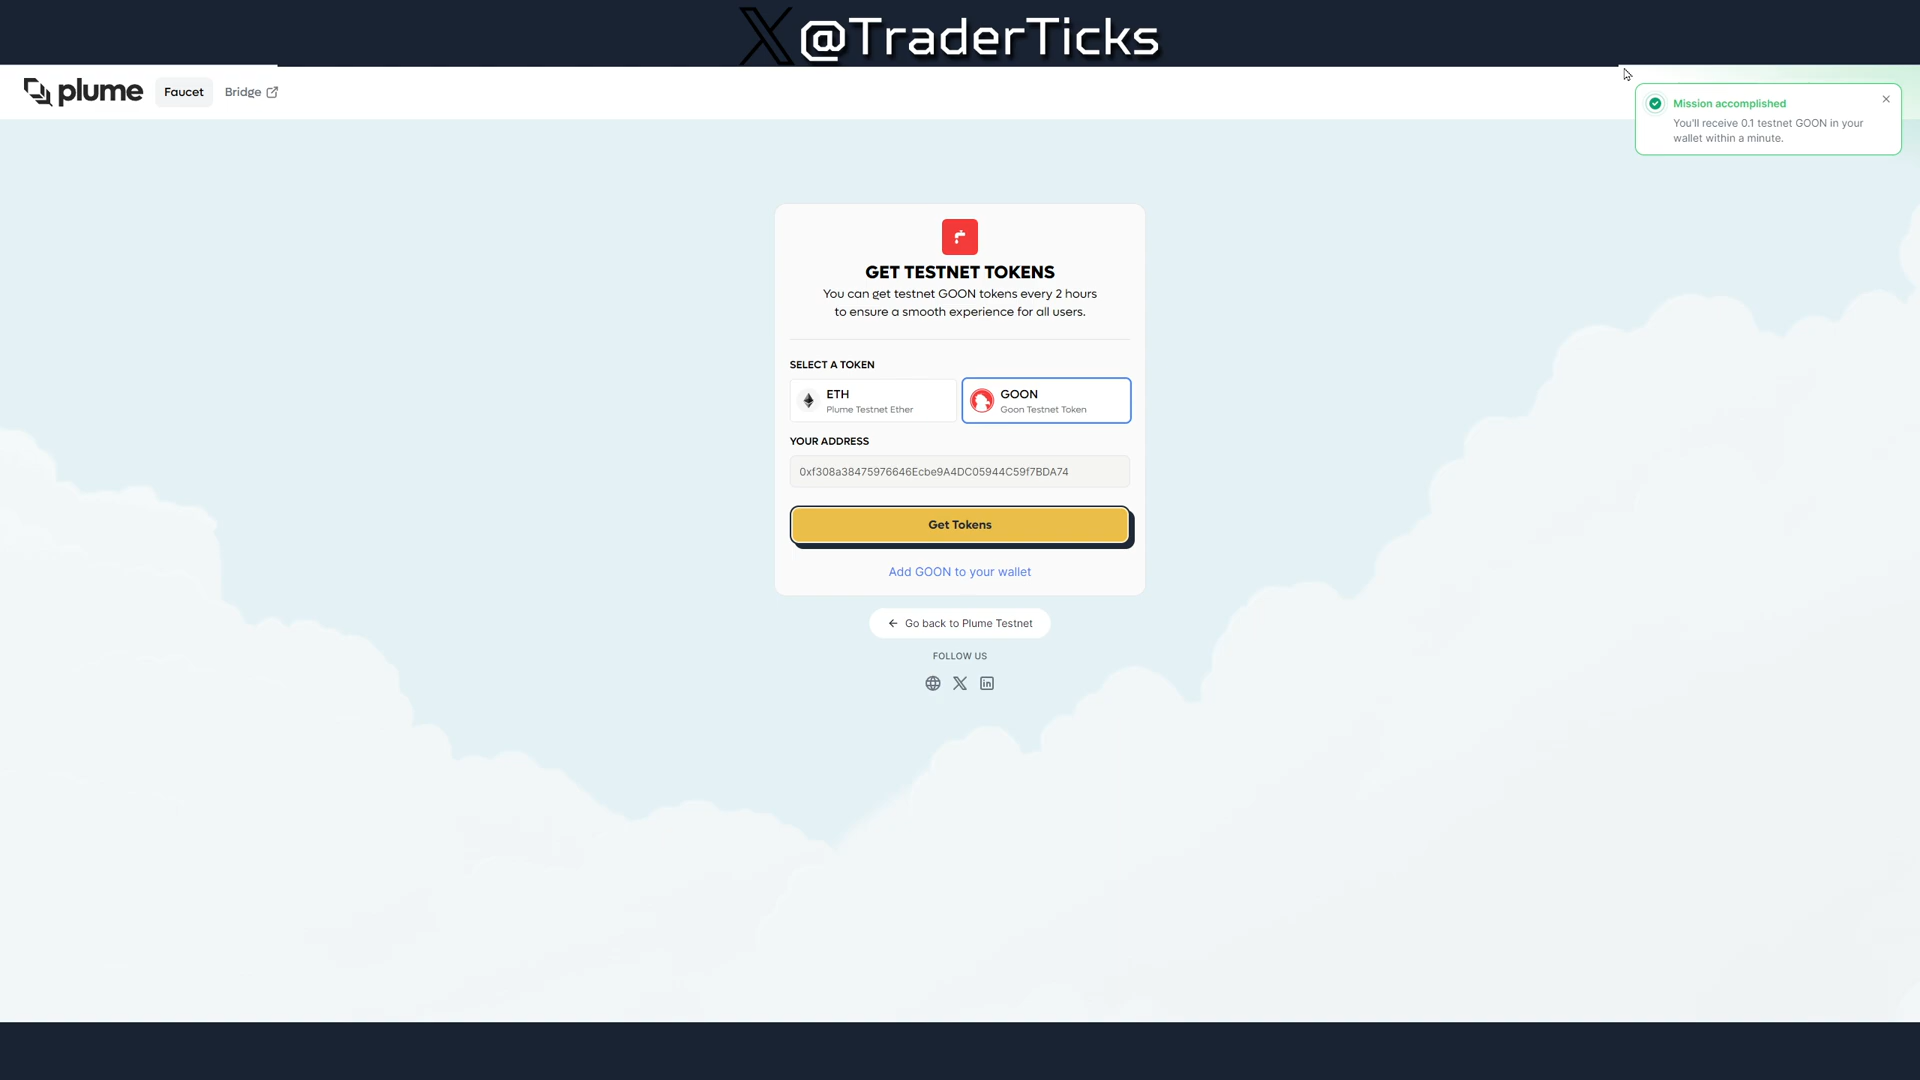 @TraderTicks
plume
Faucet
Bridge
Mission accomplished
You'll receive 0.1 testnet GOON in your
wallet within a minute.
GET TESTNET TOKENS
You can get testnet GOON tokens every 2 hours
to ensure a smooth experience for all users.
SELECT A TOKEN
ETH
Plume Testnet Ether
GOON
Goon Testnet Token
YOUR ADDRESS
0xf308a38475976646Ecbe9A4DC05944C59f7BDA74
Get Tokens
Add GOON to your wallet
Go back to Plume Testnet
FOLLOW US